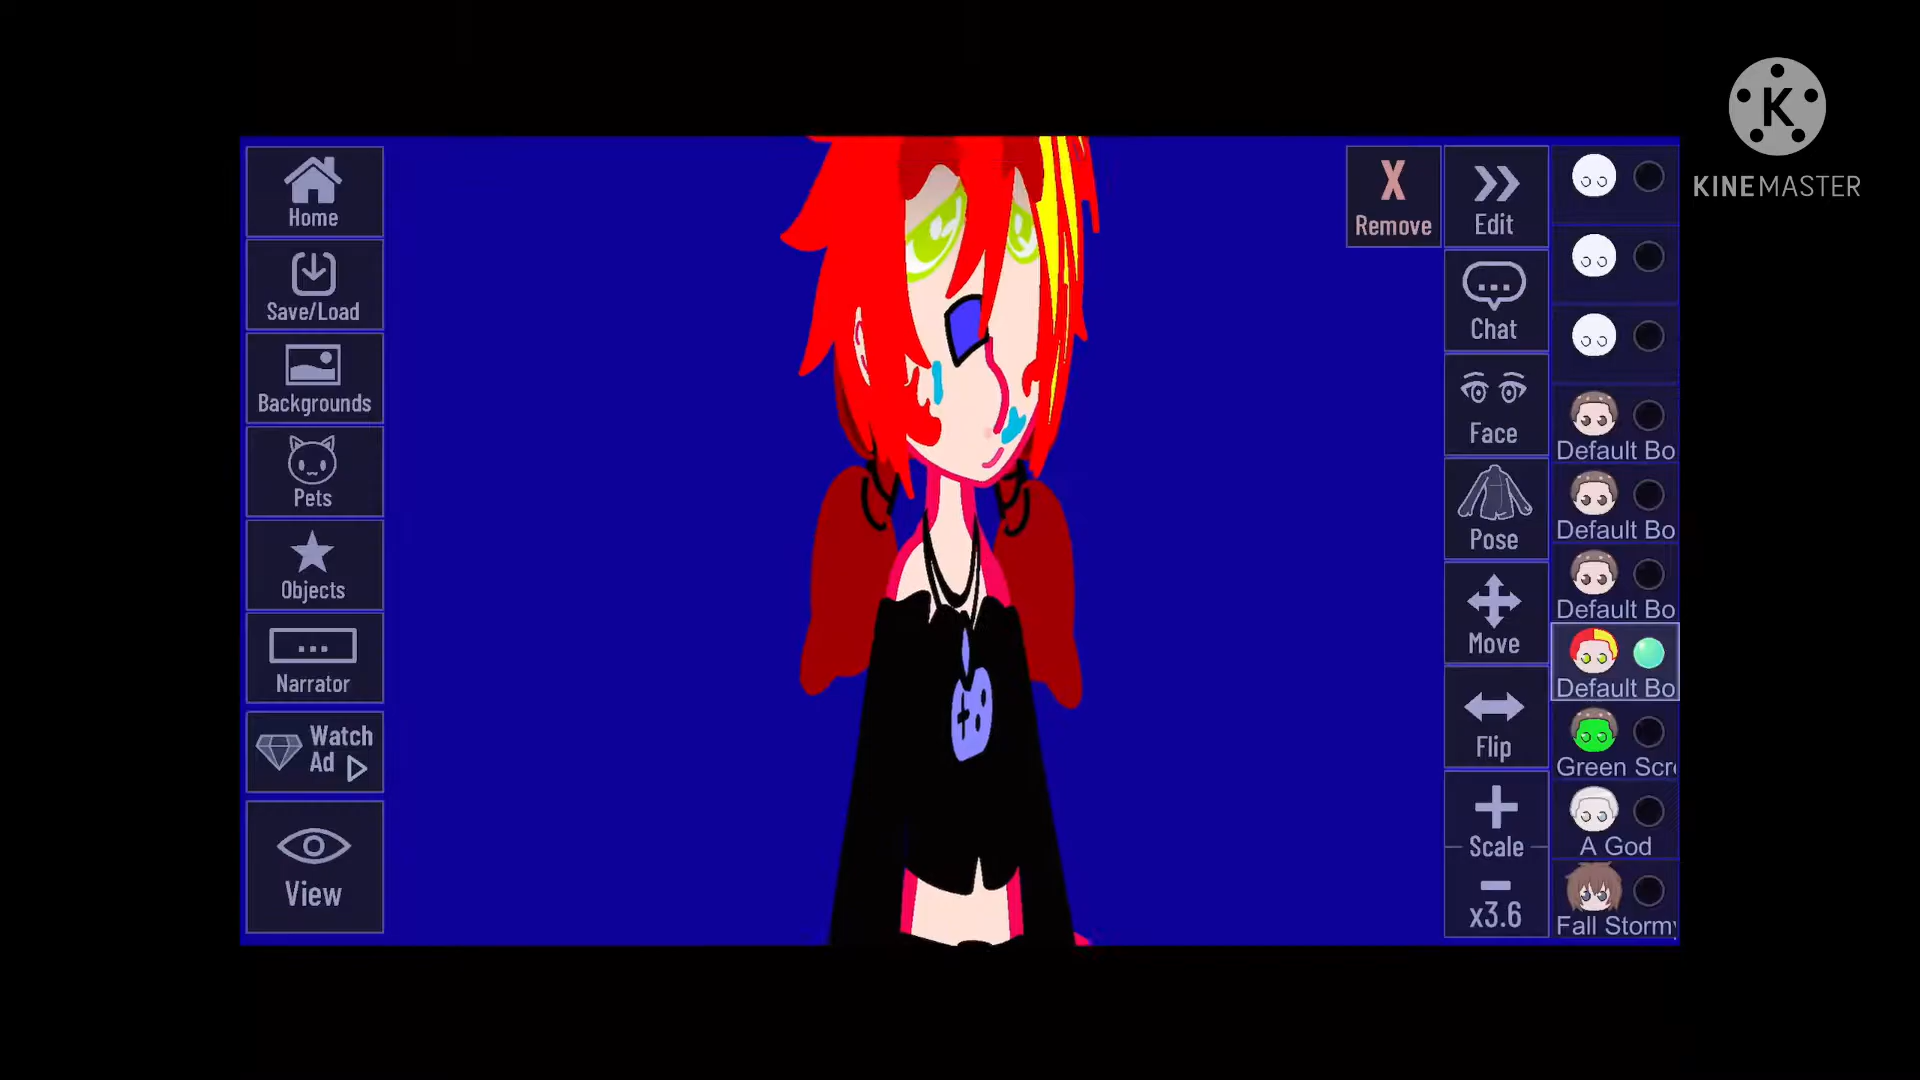 Home
Save/Load
Backgrounds
Pets
Objects
...
Narrator
Watch
Ad
View
X
Remove
Edit
...
Chat
Face
Pose
Move
Flip
Scale
x3.6
Default Bo
Default Bo
Default Bo
Default Bo
Green Scr
A God
Fall Storm
K
KINEMASTER